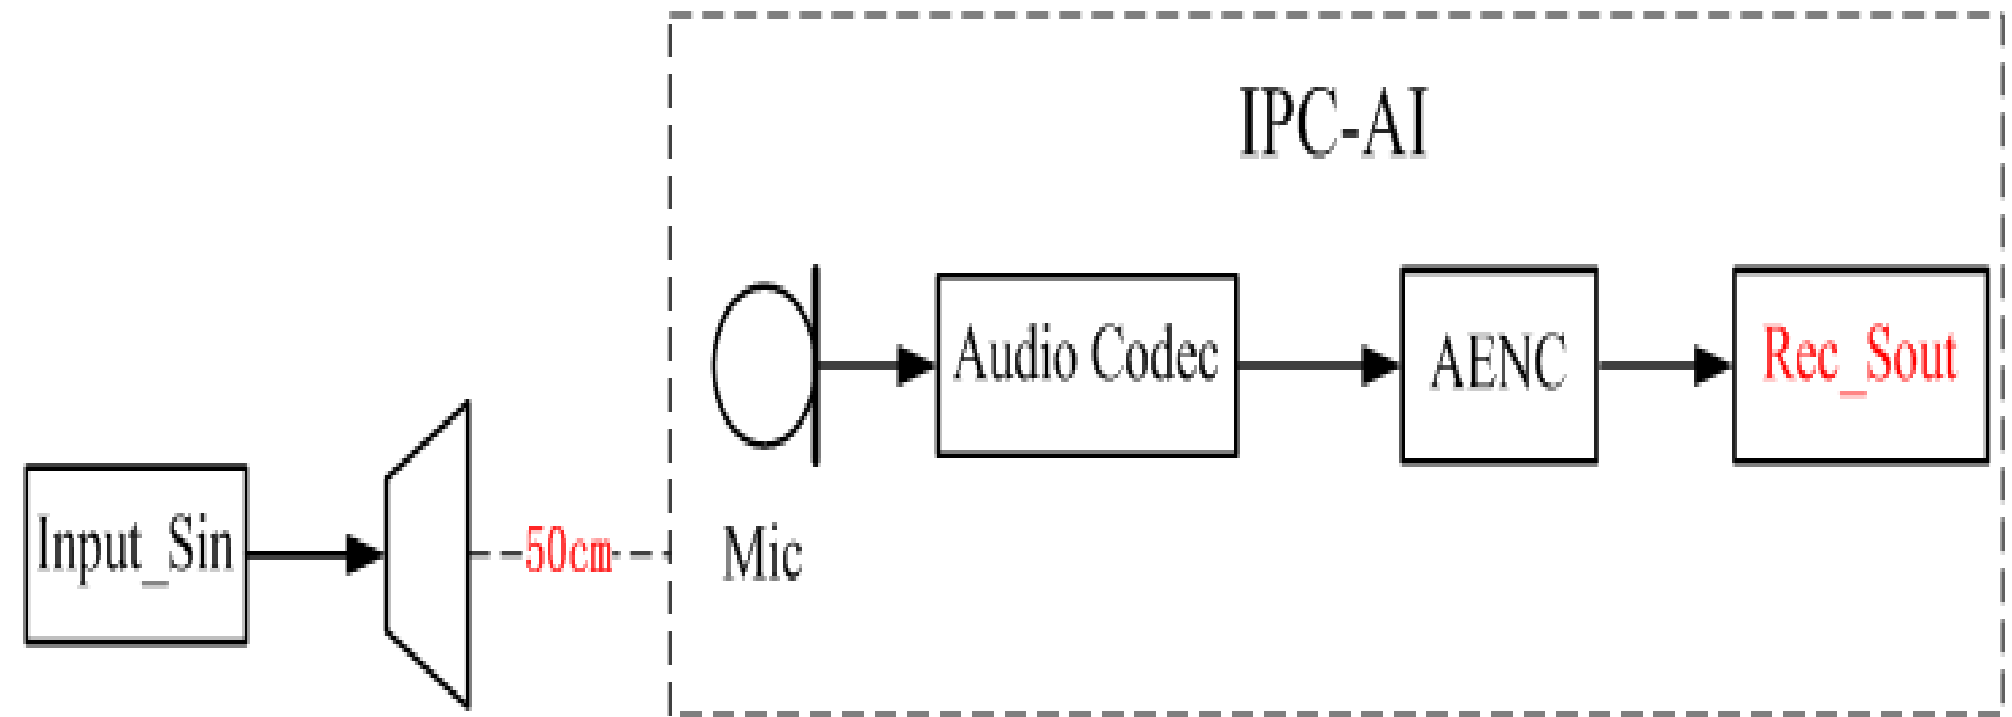 IPC-AI
Audio Codec
AENC
Rec_Sout
Input_Sin
50cm
Mic